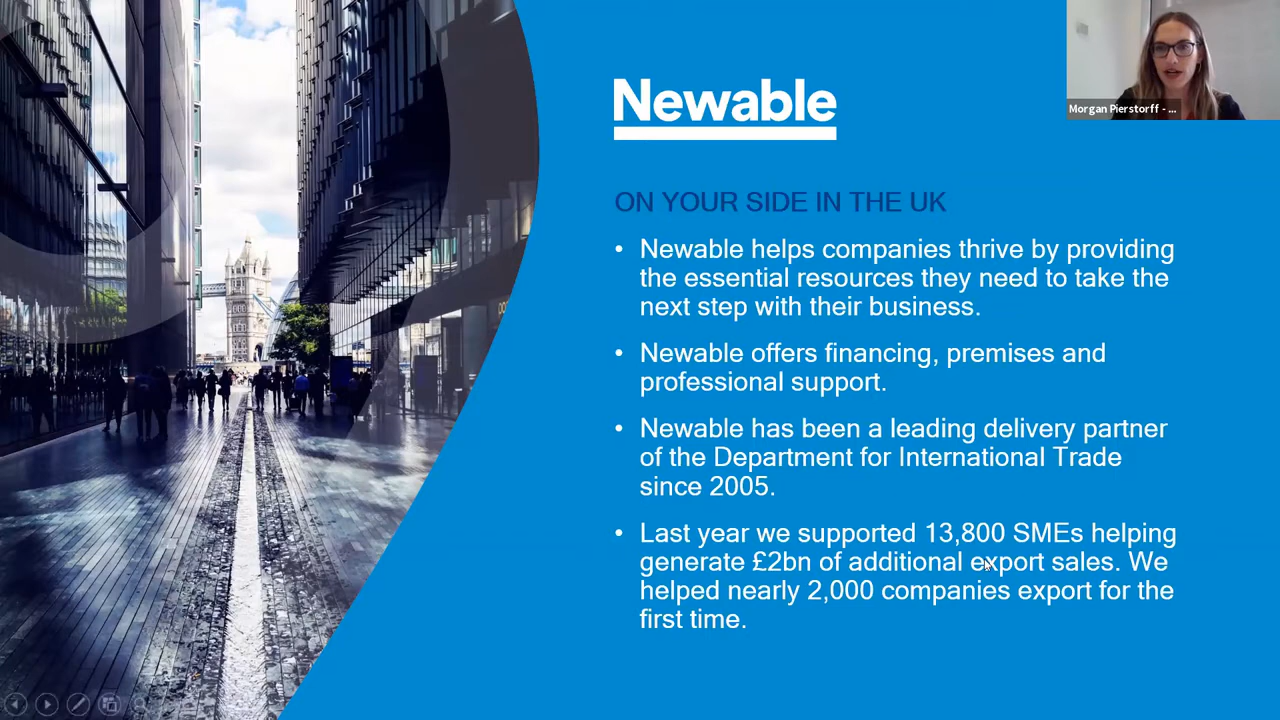 Newable
Morgan Pierstorff - ...
ON YOUR SIDE IN THE UK
• Newable helps companies thrive by providing
the essential resources they need to take the
next step with their business.
• Newable offers financing, premises and
professional support.
• Newable has been a leading delivery partner
of the Department for International Trade
since 2005.
• Last year we supported 13,800 SMEs helping
generate £2bn of additional export sales. We
helped nearly 2,000 companies export for the
first time.